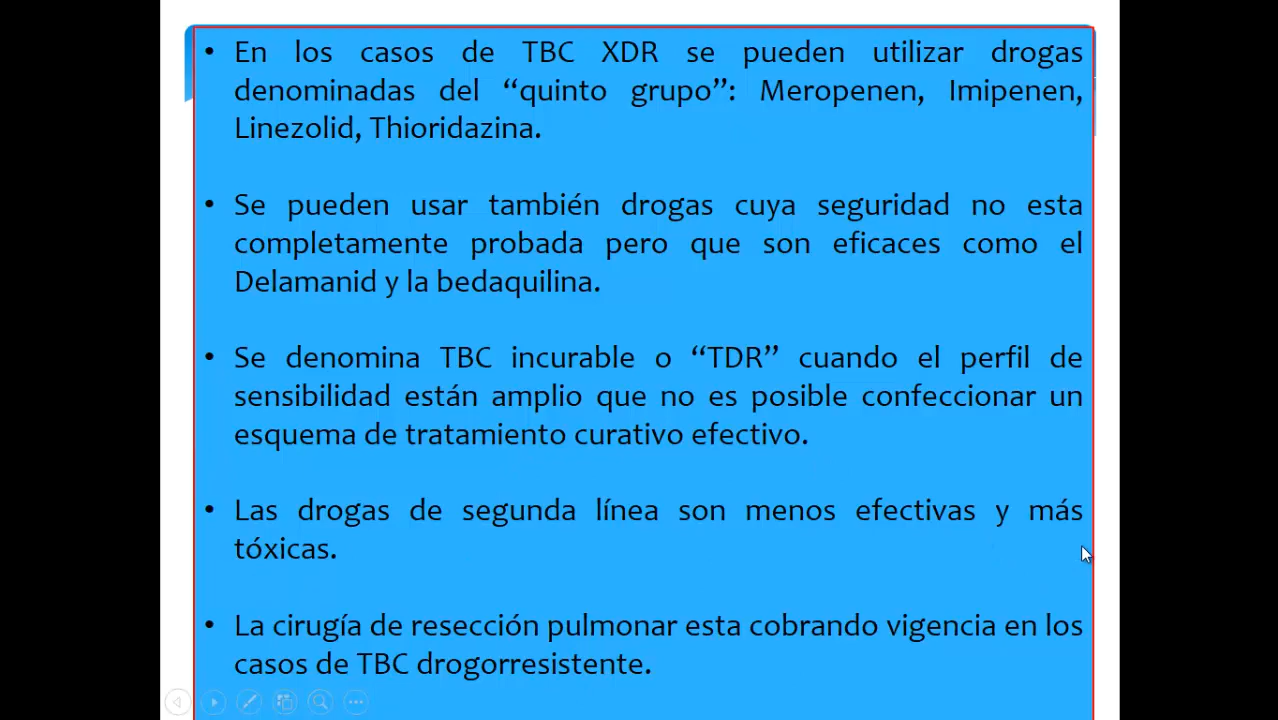 • En los casos de TBC XDR se pueden utilizar drogas
denominadas del “quinto grupo”: Meropenen, Imipenen,
Linezolid, Thioridazina.
• Se pueden usar también drogas cuya seguridad no esta
completamente probada pero que son eficaces como el
Delamanid y la bedaquilina.
• Se denomina TBC incurable o “TDR” cuando el perfil de
sensibilidad están amplio que no es posible confeccionar un
esquema de tratamiento curativo efectivo.
• Las drogas de segunda línea son menos efectivas y más
tóxicas.
• La cirugía de resección pulmonar esta cobrando vigencia en los
casos de TBC drogorresistente.